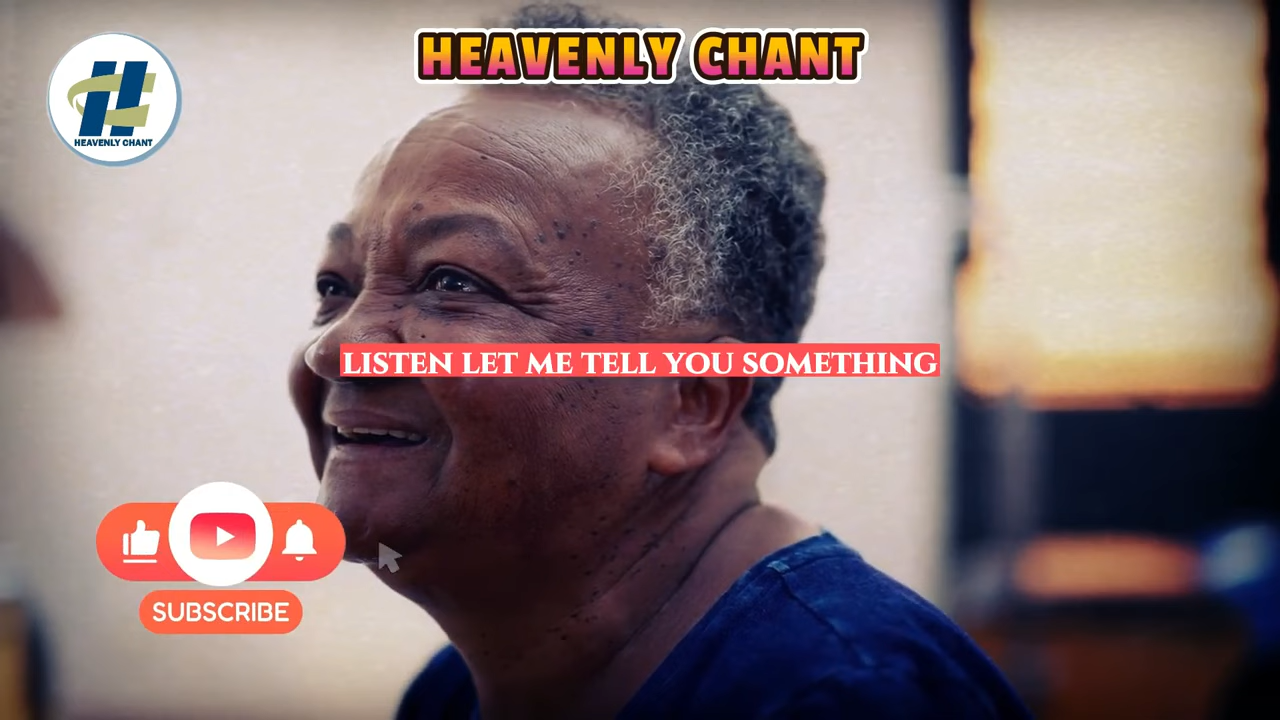 HEAVENLY CHANT
HEAVENLY CHANT
LISTEN LET ME TELL YOU SOMETHING
SUBSCRIBE